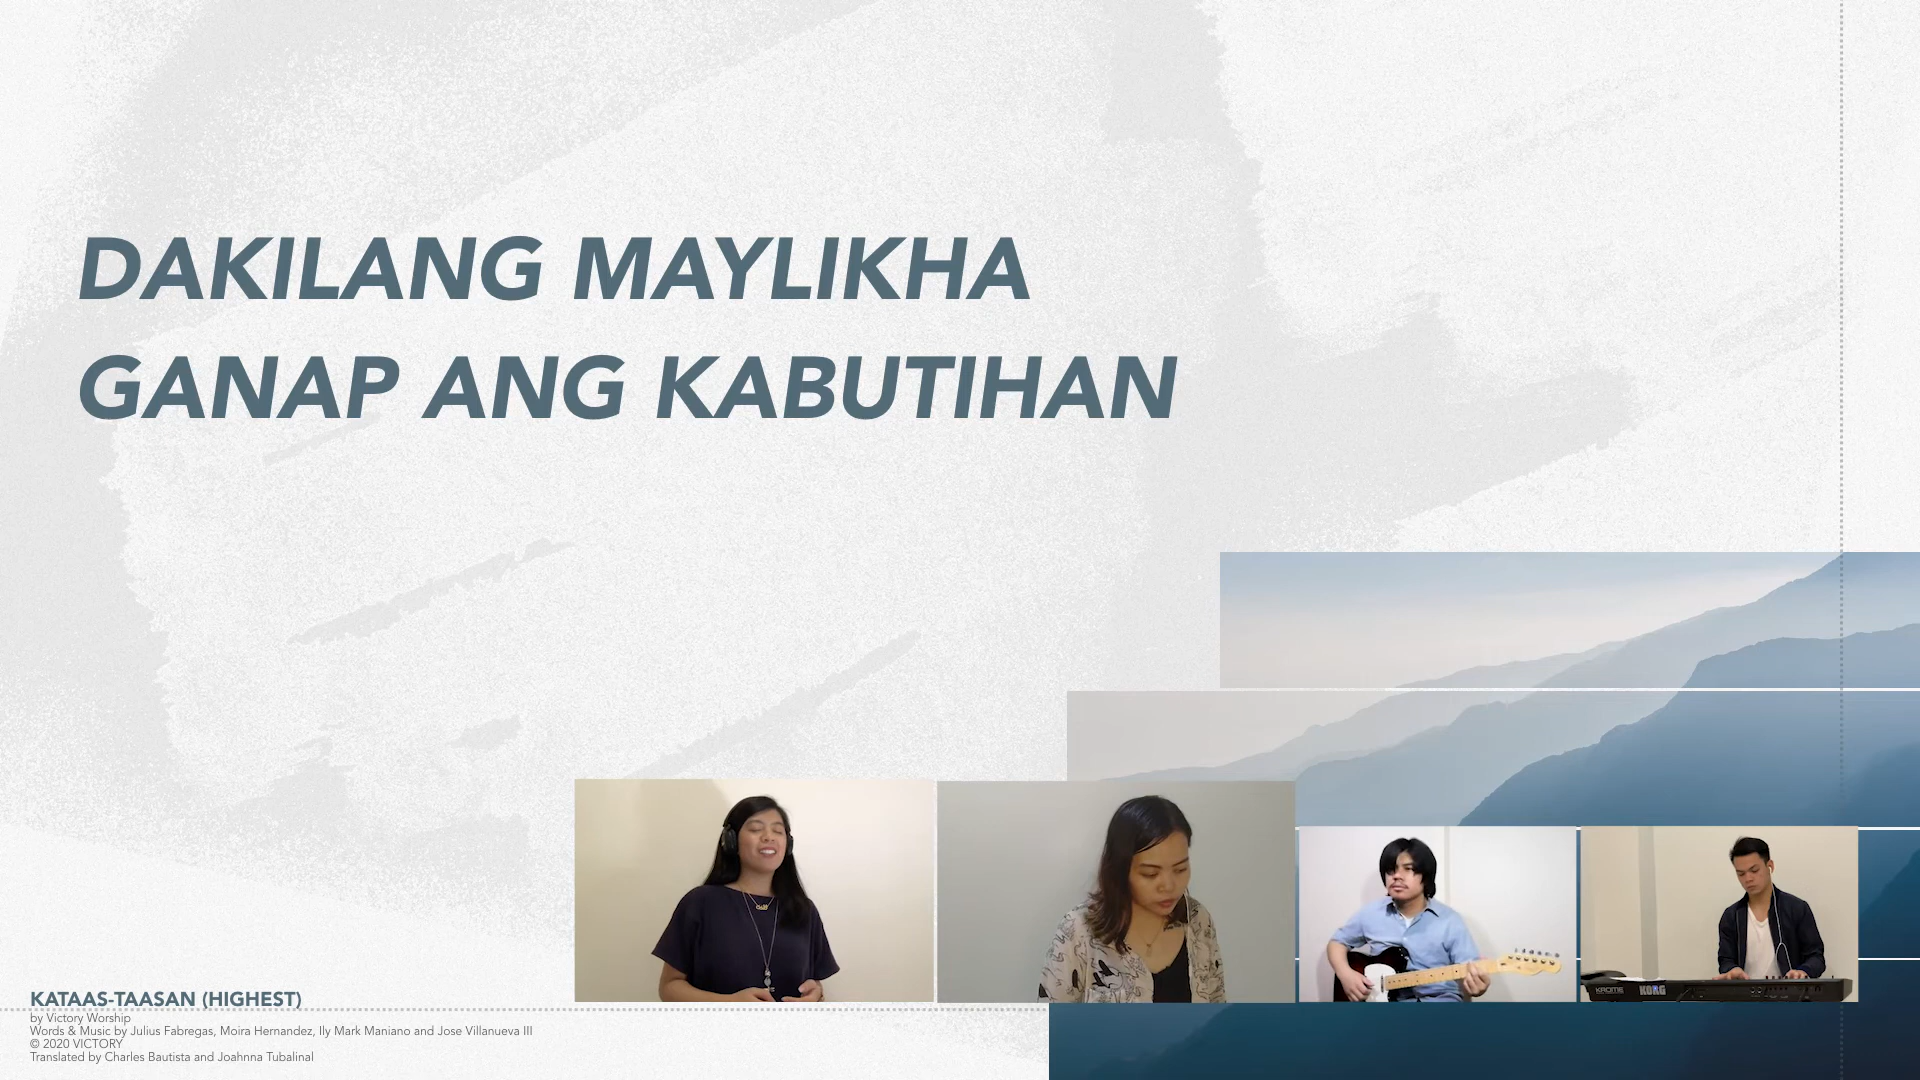 DAKILANG MAYLIKHA
GANAP ANG KABUTIHAN
KROME
KORG
KATAAS-TAASAN (HIGHEST)
by Victory Worship
Words & Music by Julius Fabregas, Moira Hernandez, Ily Mark Maniano and Jose Villanueva III
© 2020 VICTORY
Translated by Charles Bautista and Joahnna Tubalinal